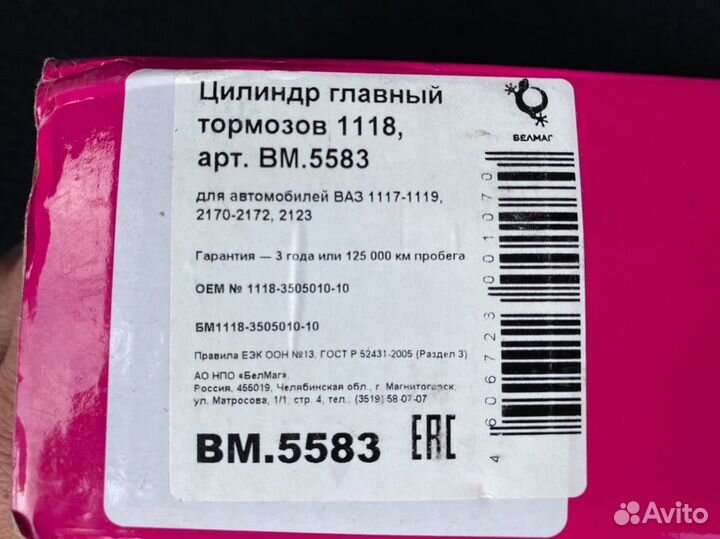 Цилиндр главный
тормозов 1118,
арт. BM.5583
БЕЛМАГ
для автомобилей ВАЗ 1117-1119,
2170-2172, 2123
Гарантия — 3 года или 125 000 км пробега
OEM № 1118-3505010-10
БМ1118-3505010-10
Правила ЕЭК ООН №13, ГОСТ Р 52431-2005 (Раздел 3)
АО НПО «БелМаг»,
Россия, 455019, Челябинская обл., г. Магнитогорск,
ул. Матросова, 1/1, стр. 4, тел.: (3519) 58-07-07
BM.5583
EAC
4 606723 001070
Avito